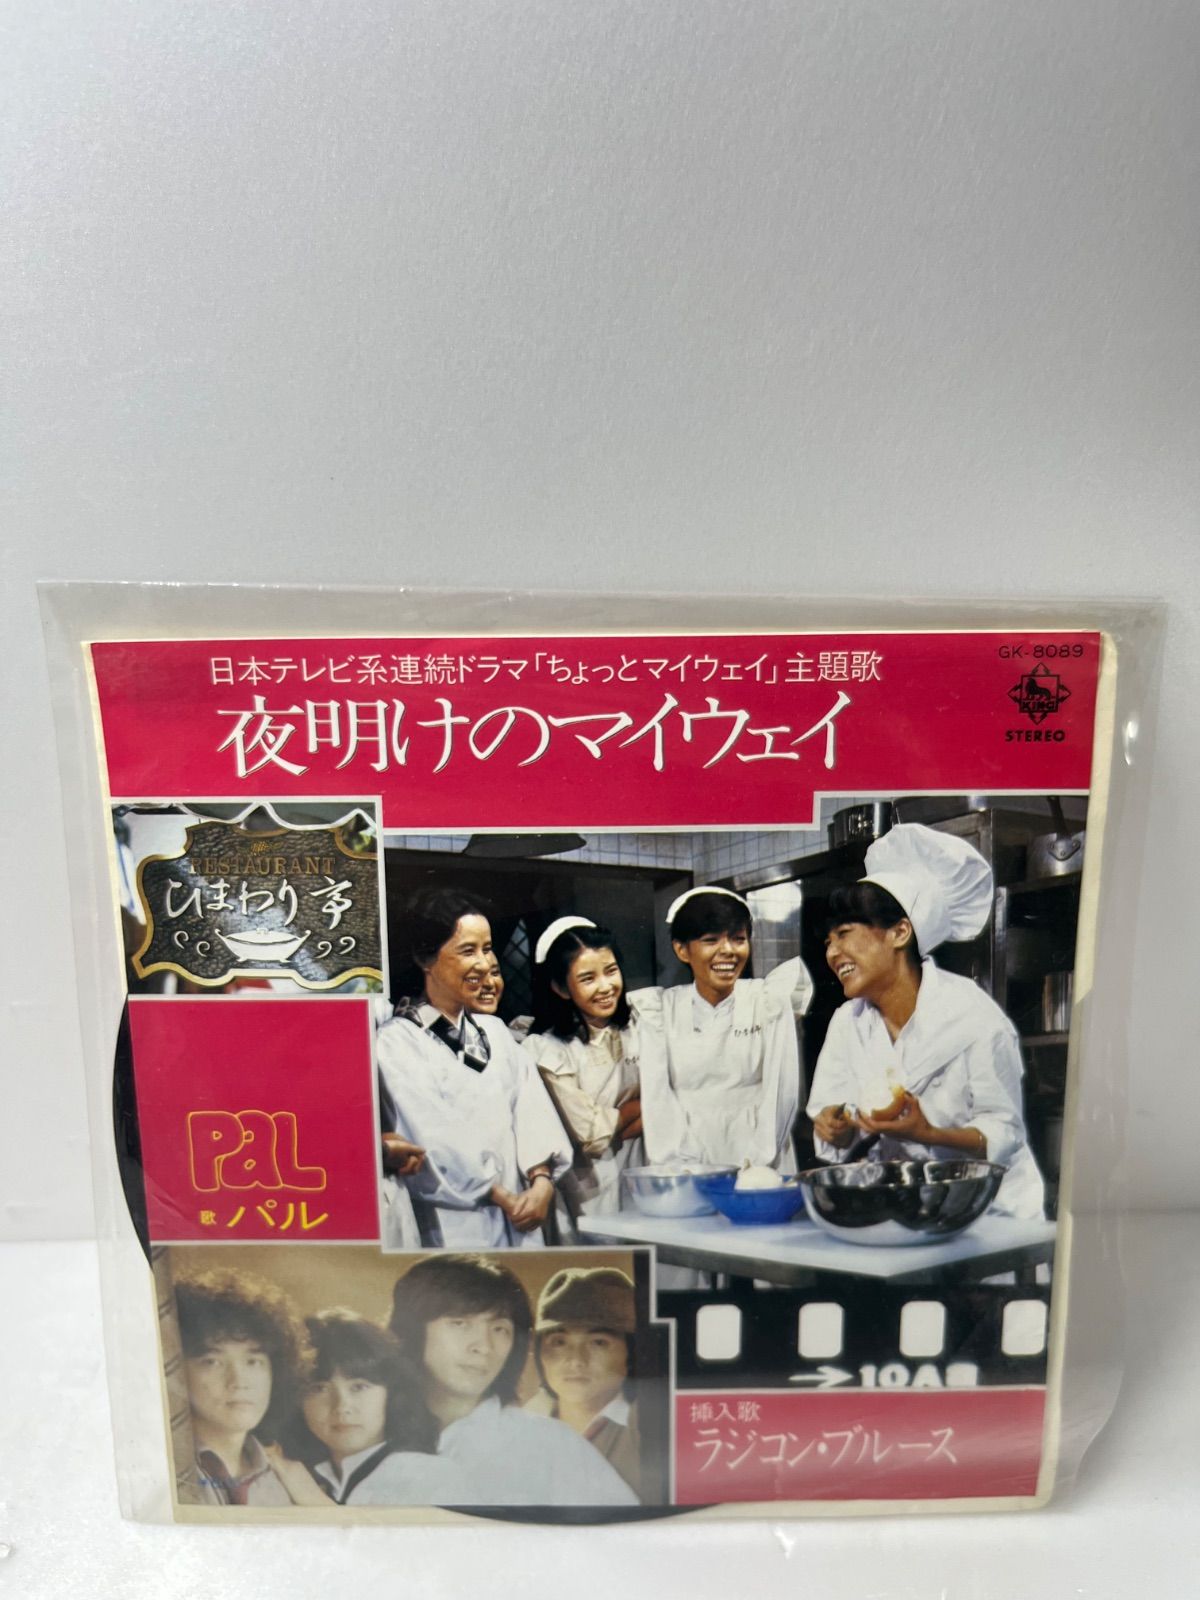 日本テレビ系連続ドラマ「ちょっとマイウェイ」主題歌
夜明けのマイウェイ
GK-8089
KING
STEREO
RESTAURANT
ひまわり亭
PaL
歌 パル
→10A
挿入歌
ラジコン・ブルース